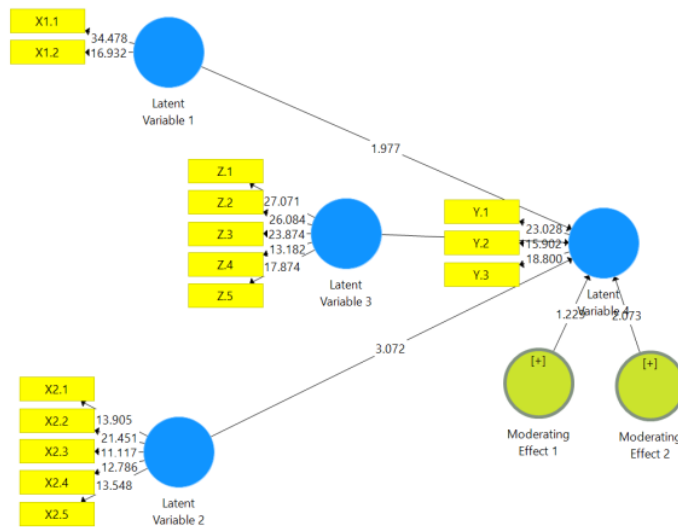 X1.1
34.478
X1.2
16.932
Latent
Variable 1
1.977
Z.1
27.071
Z.2
26.084
Z.3
23.874
Z.4
13.182
Z.5
17.874
Latent
Variable 3
Y.1
23.028
Y.2
15.902
Y.3
18.800
Latent
Variable 4
1.229
2.073
3.072
[+]
Moderating
Effect 1
[+]
Moderating
Effect 2
X2.1
13.905
X2.2
21.451
X2.3
11.117
X2.4
12.786
X2.5
13.548
Latent
Variable 2